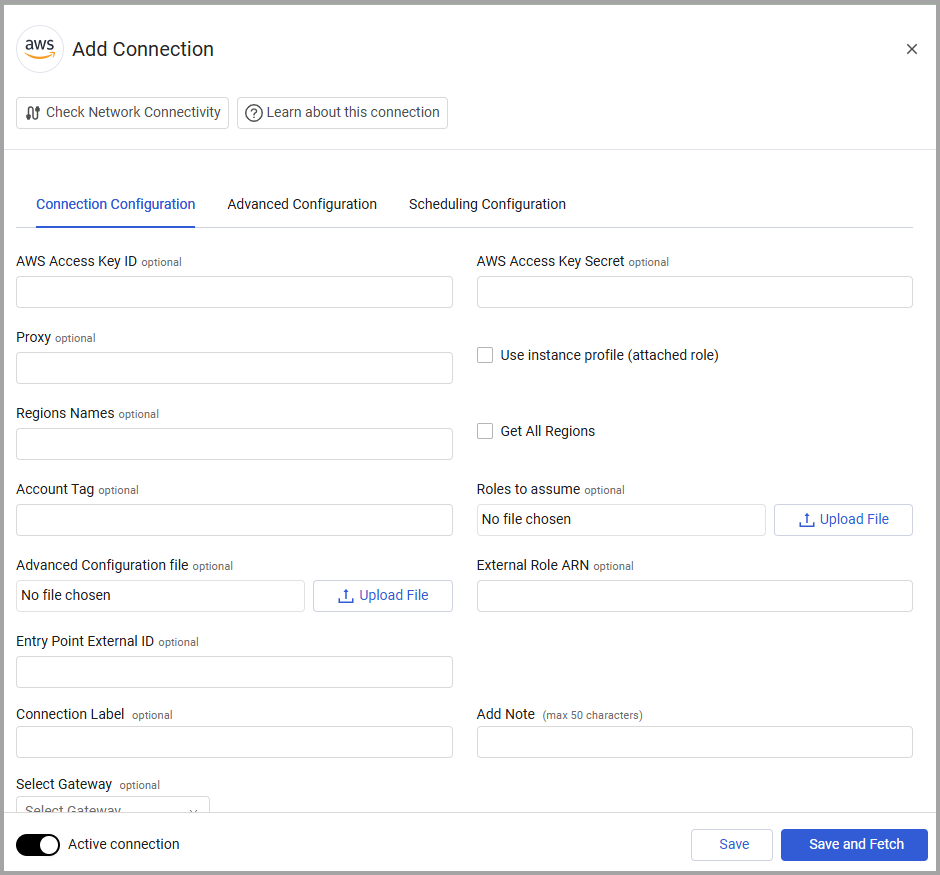 aws Add Connection
Check Network Connectivity Learn about this connection
Connection Configuration Advanced Configuration Scheduling Configuration
AWS Access Key ID optional AWS Access Key Secret optional
Proxy optional
Use instance profile (attached role)
Regions Names optional
Get All Regions
Account Tag optional Roles to assume optional
No file chosen Upload File
Advanced Configuration file optional External Role ARN optional
No file chosen Upload File
Entry Point External ID optional
Connection Label optional Add Note (max 50 characters)
Select Gateway optional
Select Gateway
Active connection Save Save and Fetch